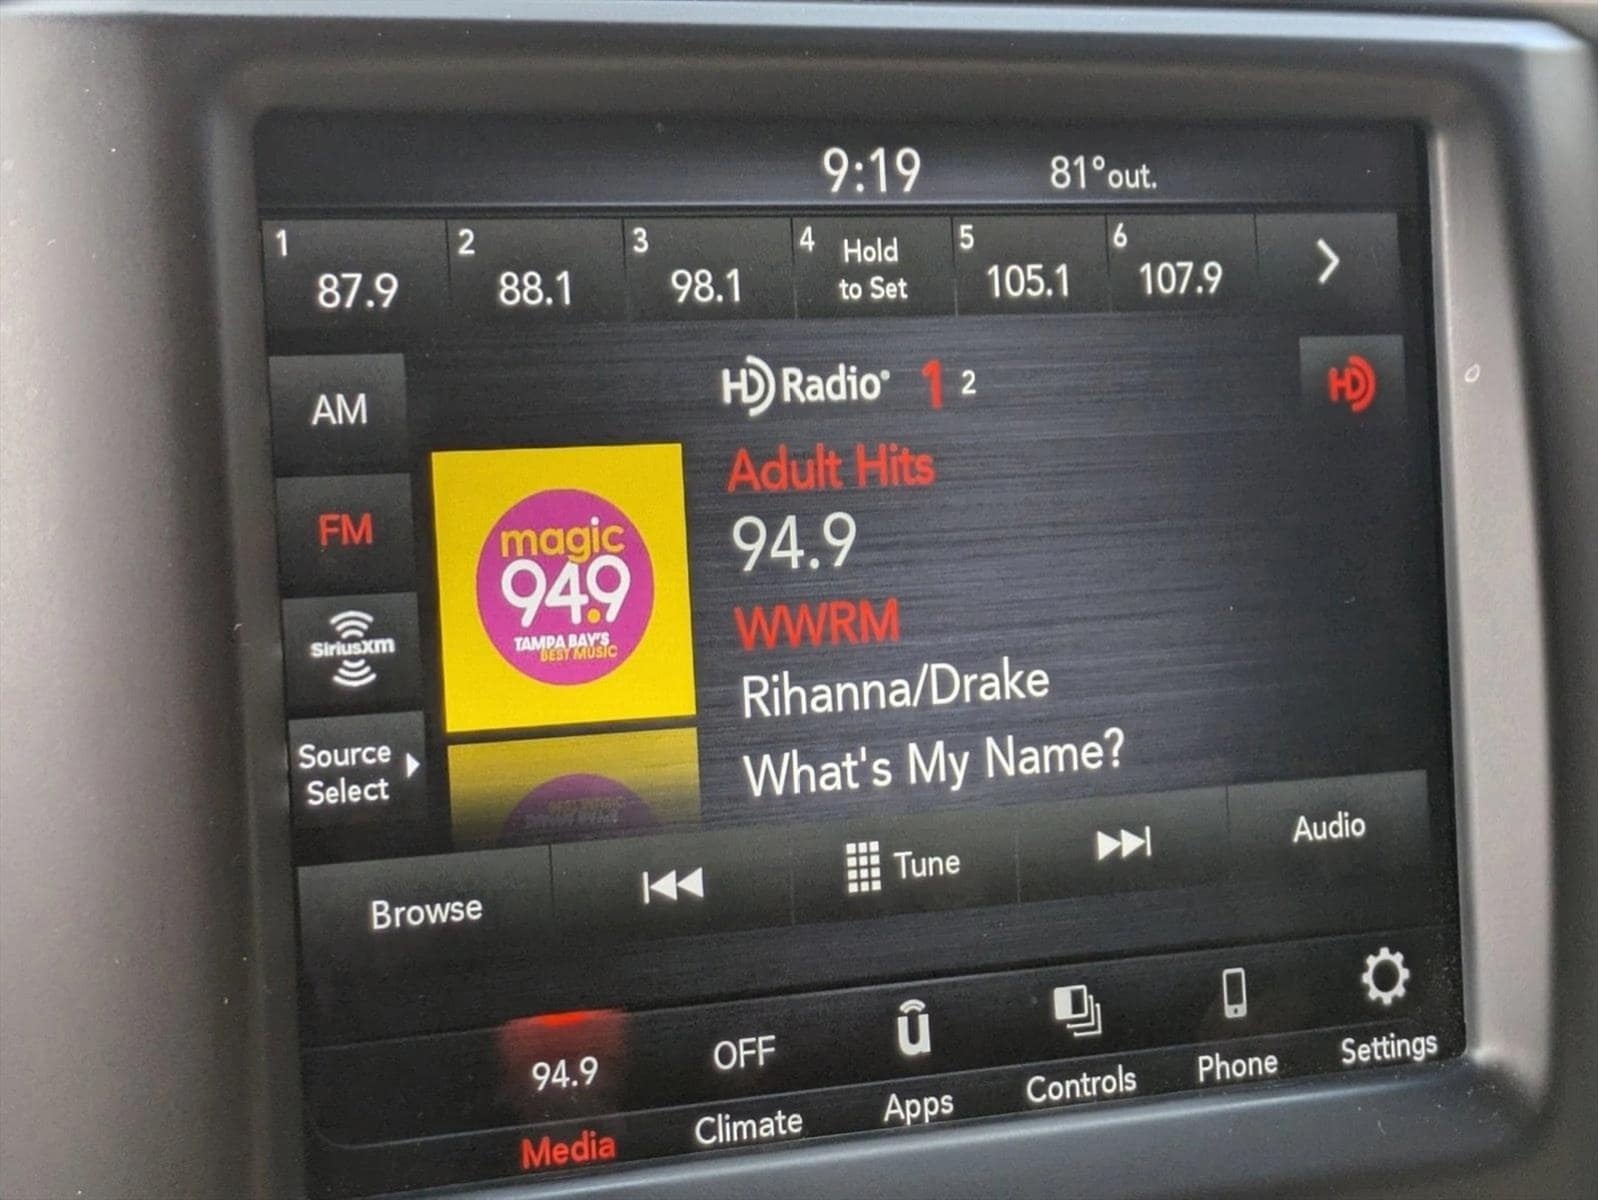 9:19 81°out.
1 2 3 4 Hold 5 6
87.9 88.1 98.1 to Set 105.1 107.9
HD Radio® 1 2 HD
AM
Adult Hits
94.9
FM
magic
94.9
TAMPA BAY'S
BEST MUSIC
WWRM
SiriusXm
Rihanna/Drake
What's My Name?
Source
Select
Browse Tune Audio
94.9 OFF
Media Climate Apps Controls Phone Settings